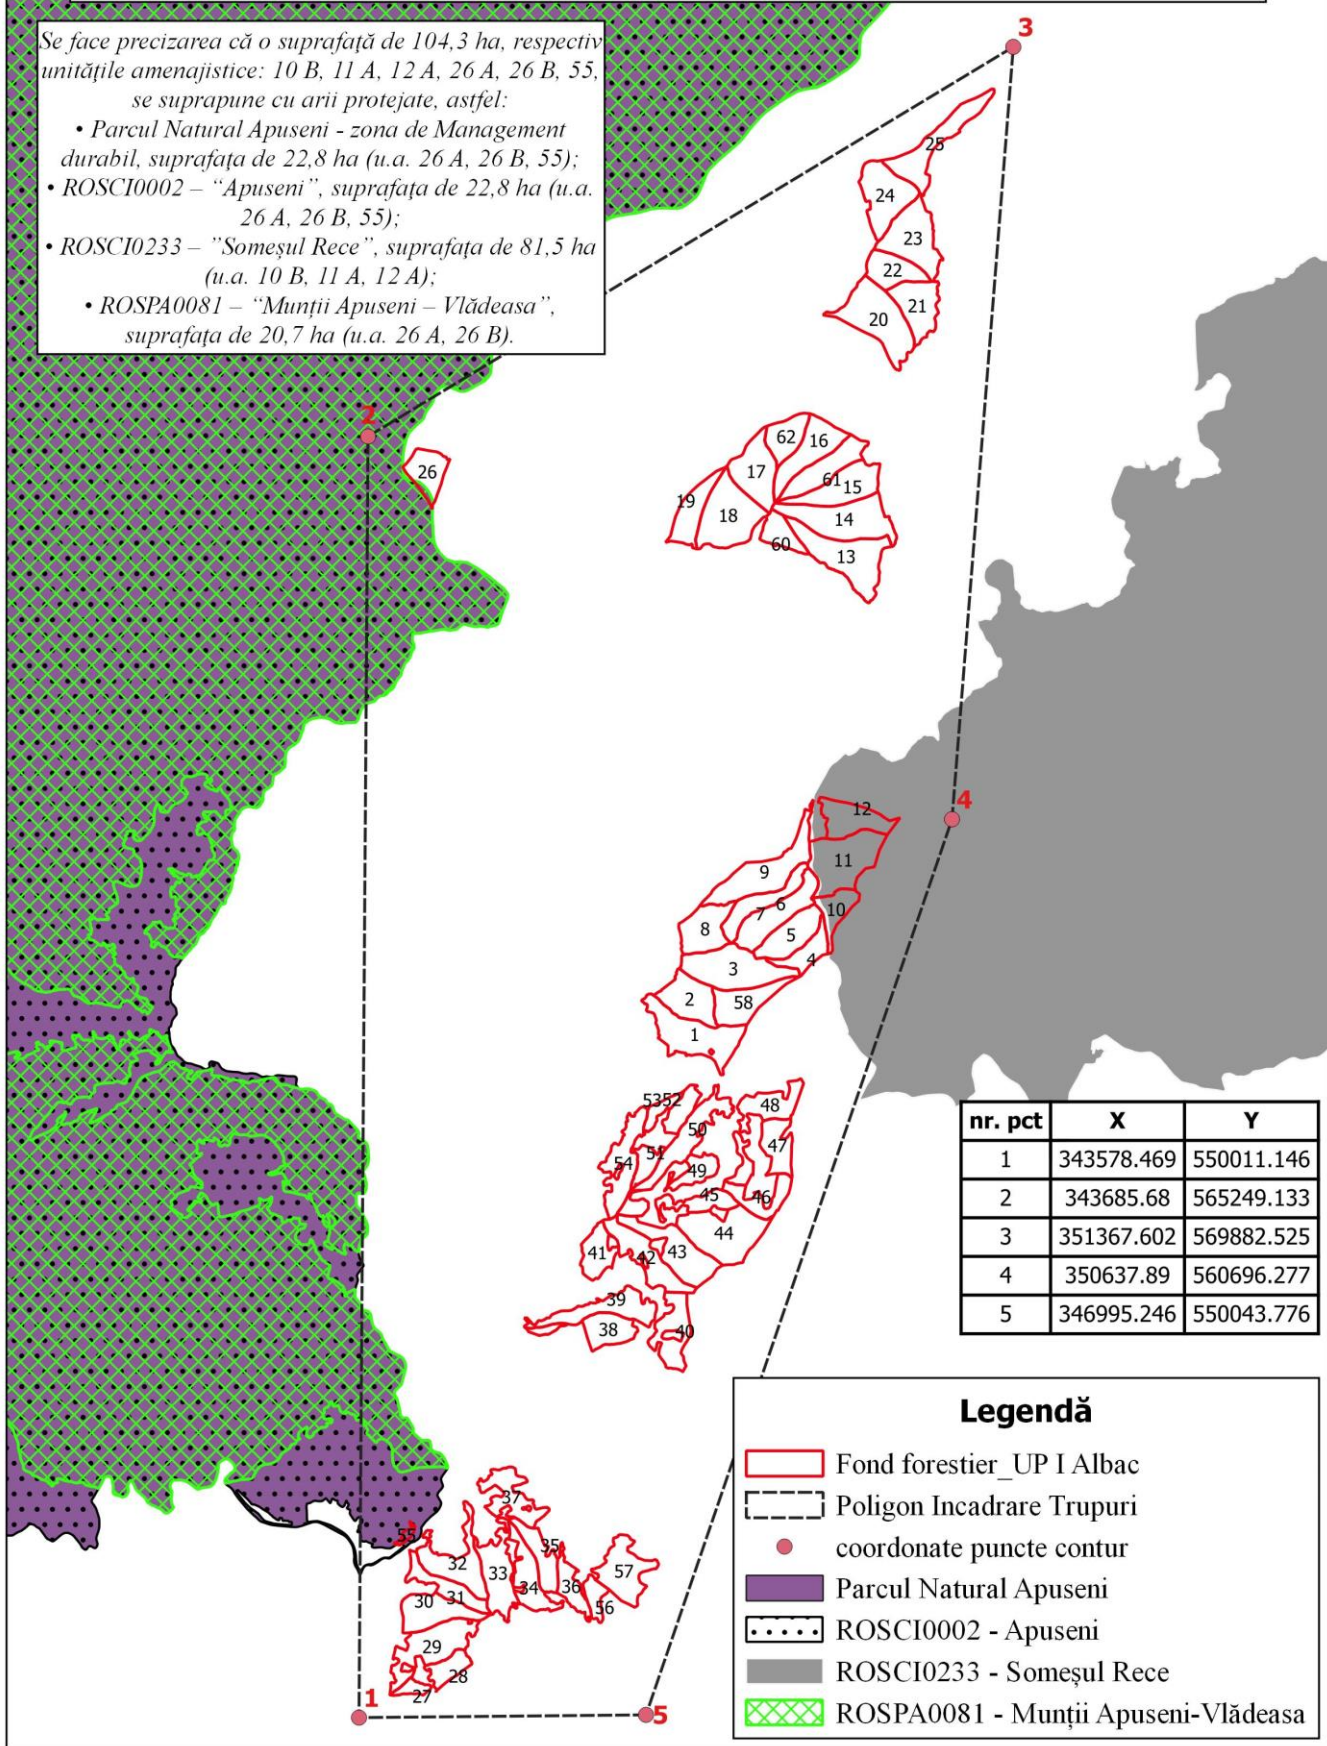 Se face precizarea că o suprafață de 104,3 ha, respectiv
unitățile amenajistice: 10 B, 11 A, 12 A, 26 A, 26 B, 55,
se suprapune cu arii protejate, astfel:
• Parcul Natural Apuseni - zona de Management
durabil, suprafața de 22,8 ha (u.a. 26 A, 26 B, 55);
• ROSCI0002 – “Apuseni”, suprafața de 22,8 ha (u.a.
26 A, 26 B, 55);
• ROSCI0233 – ”Someșul Rece”, suprafața de 81,5 ha
(u.a. 10 B, 11 A, 12 A);
• ROSPA0081 – “Munții Apuseni – Vlădeasa”,
suprafața de 20,7 ha (u.a. 26 A, 26 B).
3
25
24
23
22
21
20
2
26
62
16
17
61
15
19
18
14
60
13
4
12
11
9
10
6
7
8
5
4
3
2
58
1
53
52
48
50
47
51
54
49
45
46
44
41
42
43
39
38
40
nr. pct X Y
1 343578.469 550011.146
2 343685.68 565249.133
3 351367.602 569882.525
4 350637.89 560696.277
5 346995.246 550043.776
37
55
35
32
33
57
34
36
30
31
56
29
28
27
1
5
Legendă
Fond forestier_UP I Albac
Poligon Incadrare Trupuri
coordonate puncte contur
Parcul Natural Apuseni
ROSCI0002 - Apuseni
ROSCI0233 - Someșul Rece
ROSPA0081 - Munții Apuseni-Vlădeasa